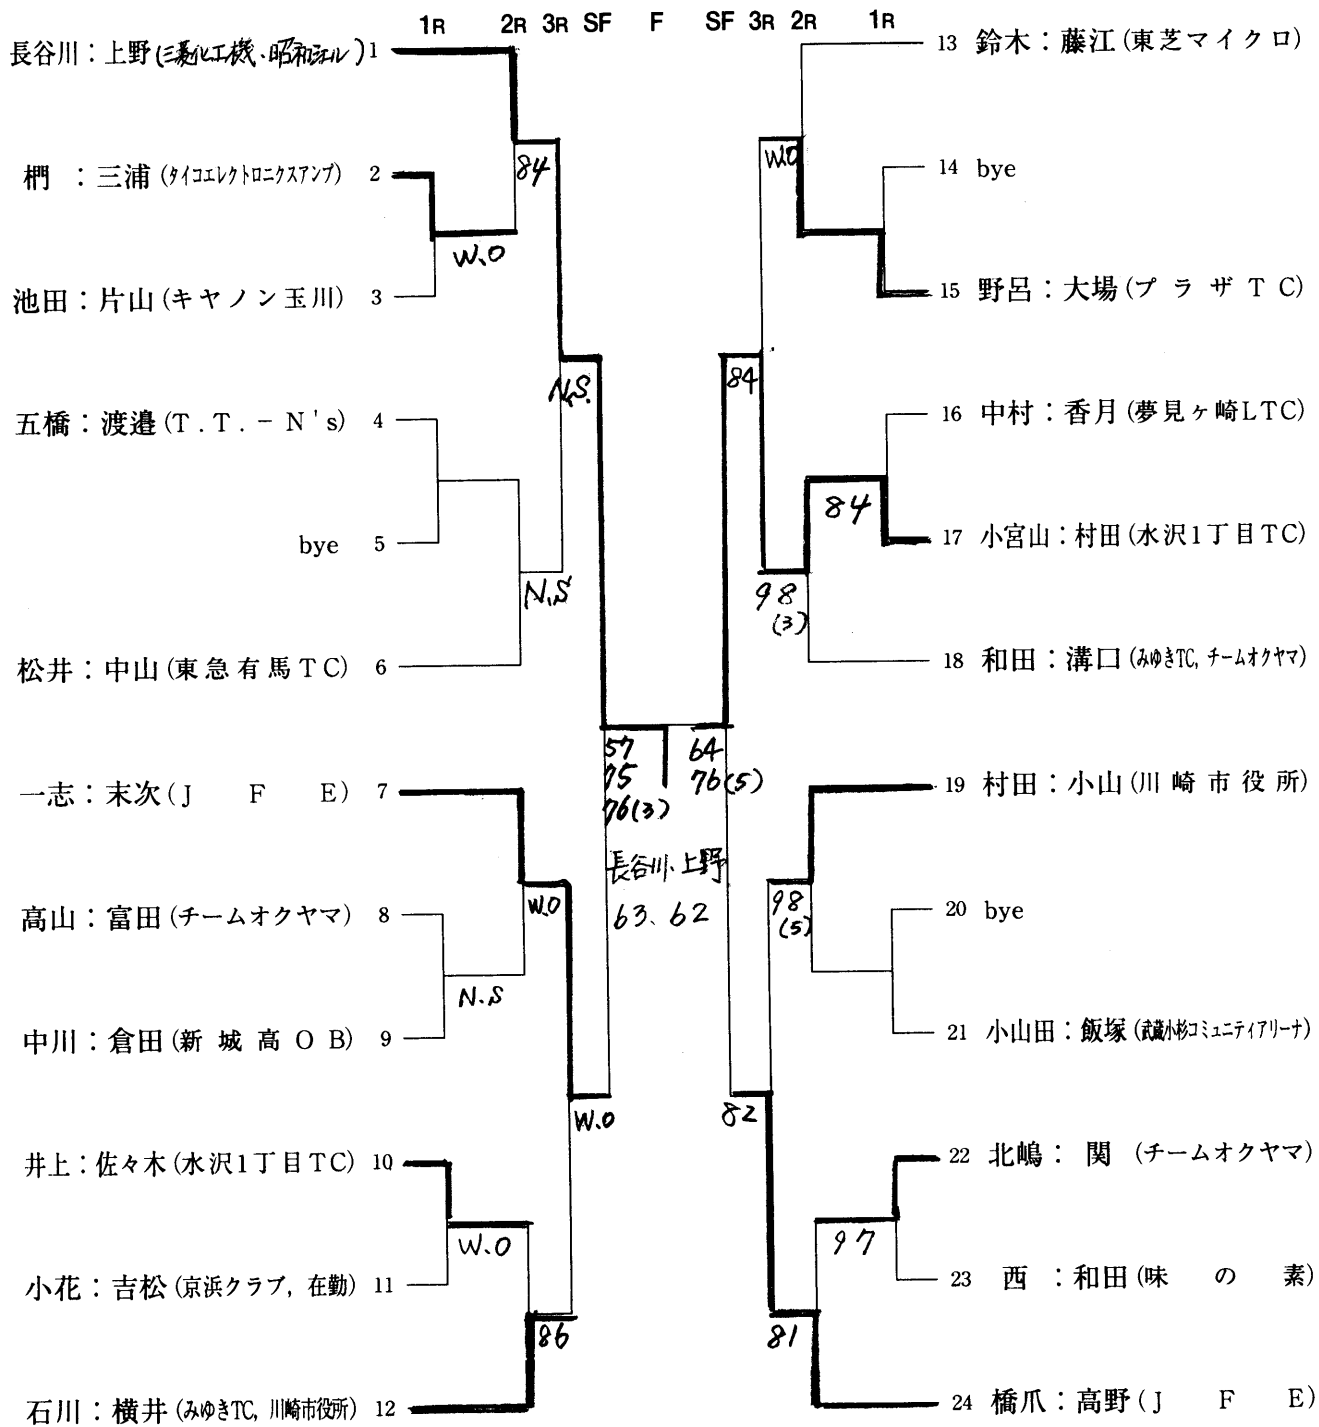 1R 2R 3R SF F SF 3R 2R 1R
長谷川：上野(三菱化工機、昭和シェル) 1
84
椚 ：三浦(タイコエレクトロニクスアンプ) 2
W.O
池田：片山(キヤノン玉川) 3
N.S.
五橋：渡邉(T.T.-N's) 4
bye 5
N.S
松井：中山(東急有馬TC) 6
57
75
76(3)
長谷川、上野
63、62
一志：末次(J F E) 7
W.O
高山：富田(チームオクヤマ) 8
N.S
中川：倉田(新城高OB) 9
W.O
井上：佐々木(水沢1丁目TC) 10
W.O
小花：吉松(京浜クラブ, 在勤) 11
86
石川：横井(みゆきTC, 川崎市役所) 12
13 鈴木：藤江(東芝マイクロ)
W.O
14 bye
15 野呂：大場(プラザTC)
84
16 中村：香月(夢見ヶ崎LTC)
84
17 小宮山：村田(水沢1丁目TC)
98
(3)
18 和田：溝口(みゆきTC, チームオクヤマ)
64
76(5)
19 村田：小山(川崎市役所)
98
(5)
20 bye
21 小山田：飯塚(武蔵小杉コミュニティアリーナ)
82
22 北嶋：関 (チームオクヤマ)
97
23 西 ：和田(味の素)
81
24 橋爪：高野(J F E)